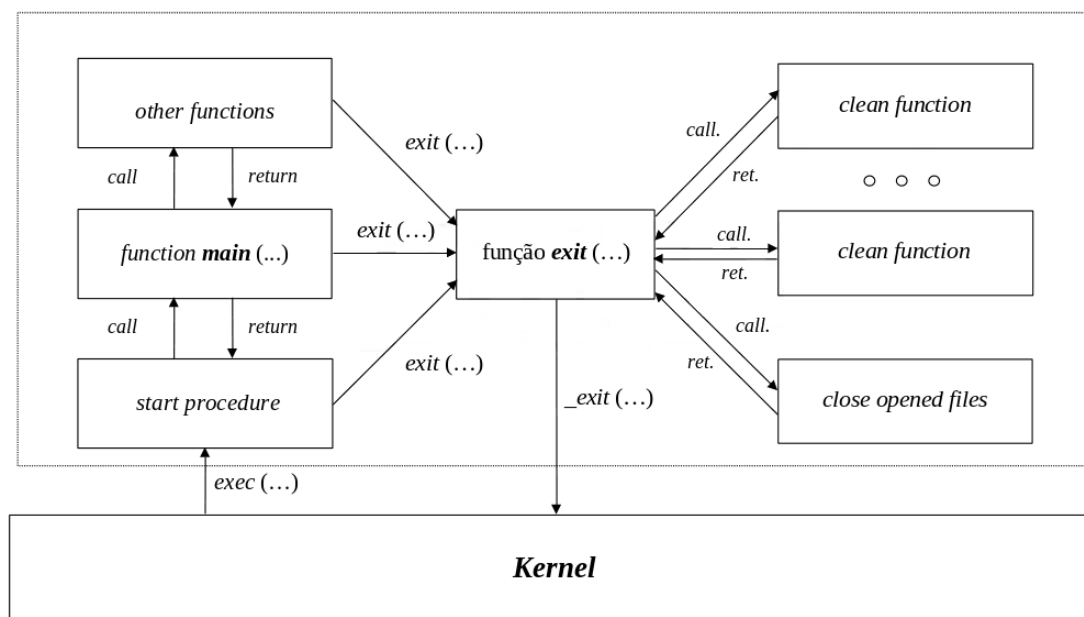 other functions
exit (…)
call
return
function main (...)
exit (…)
call
return
start procedure
exit (…)
exec (…)
função exit (…)
_exit (…)
call.
ret.
clean function
call.
ret.
clean function
call.
ret.
close opened files
Kernel